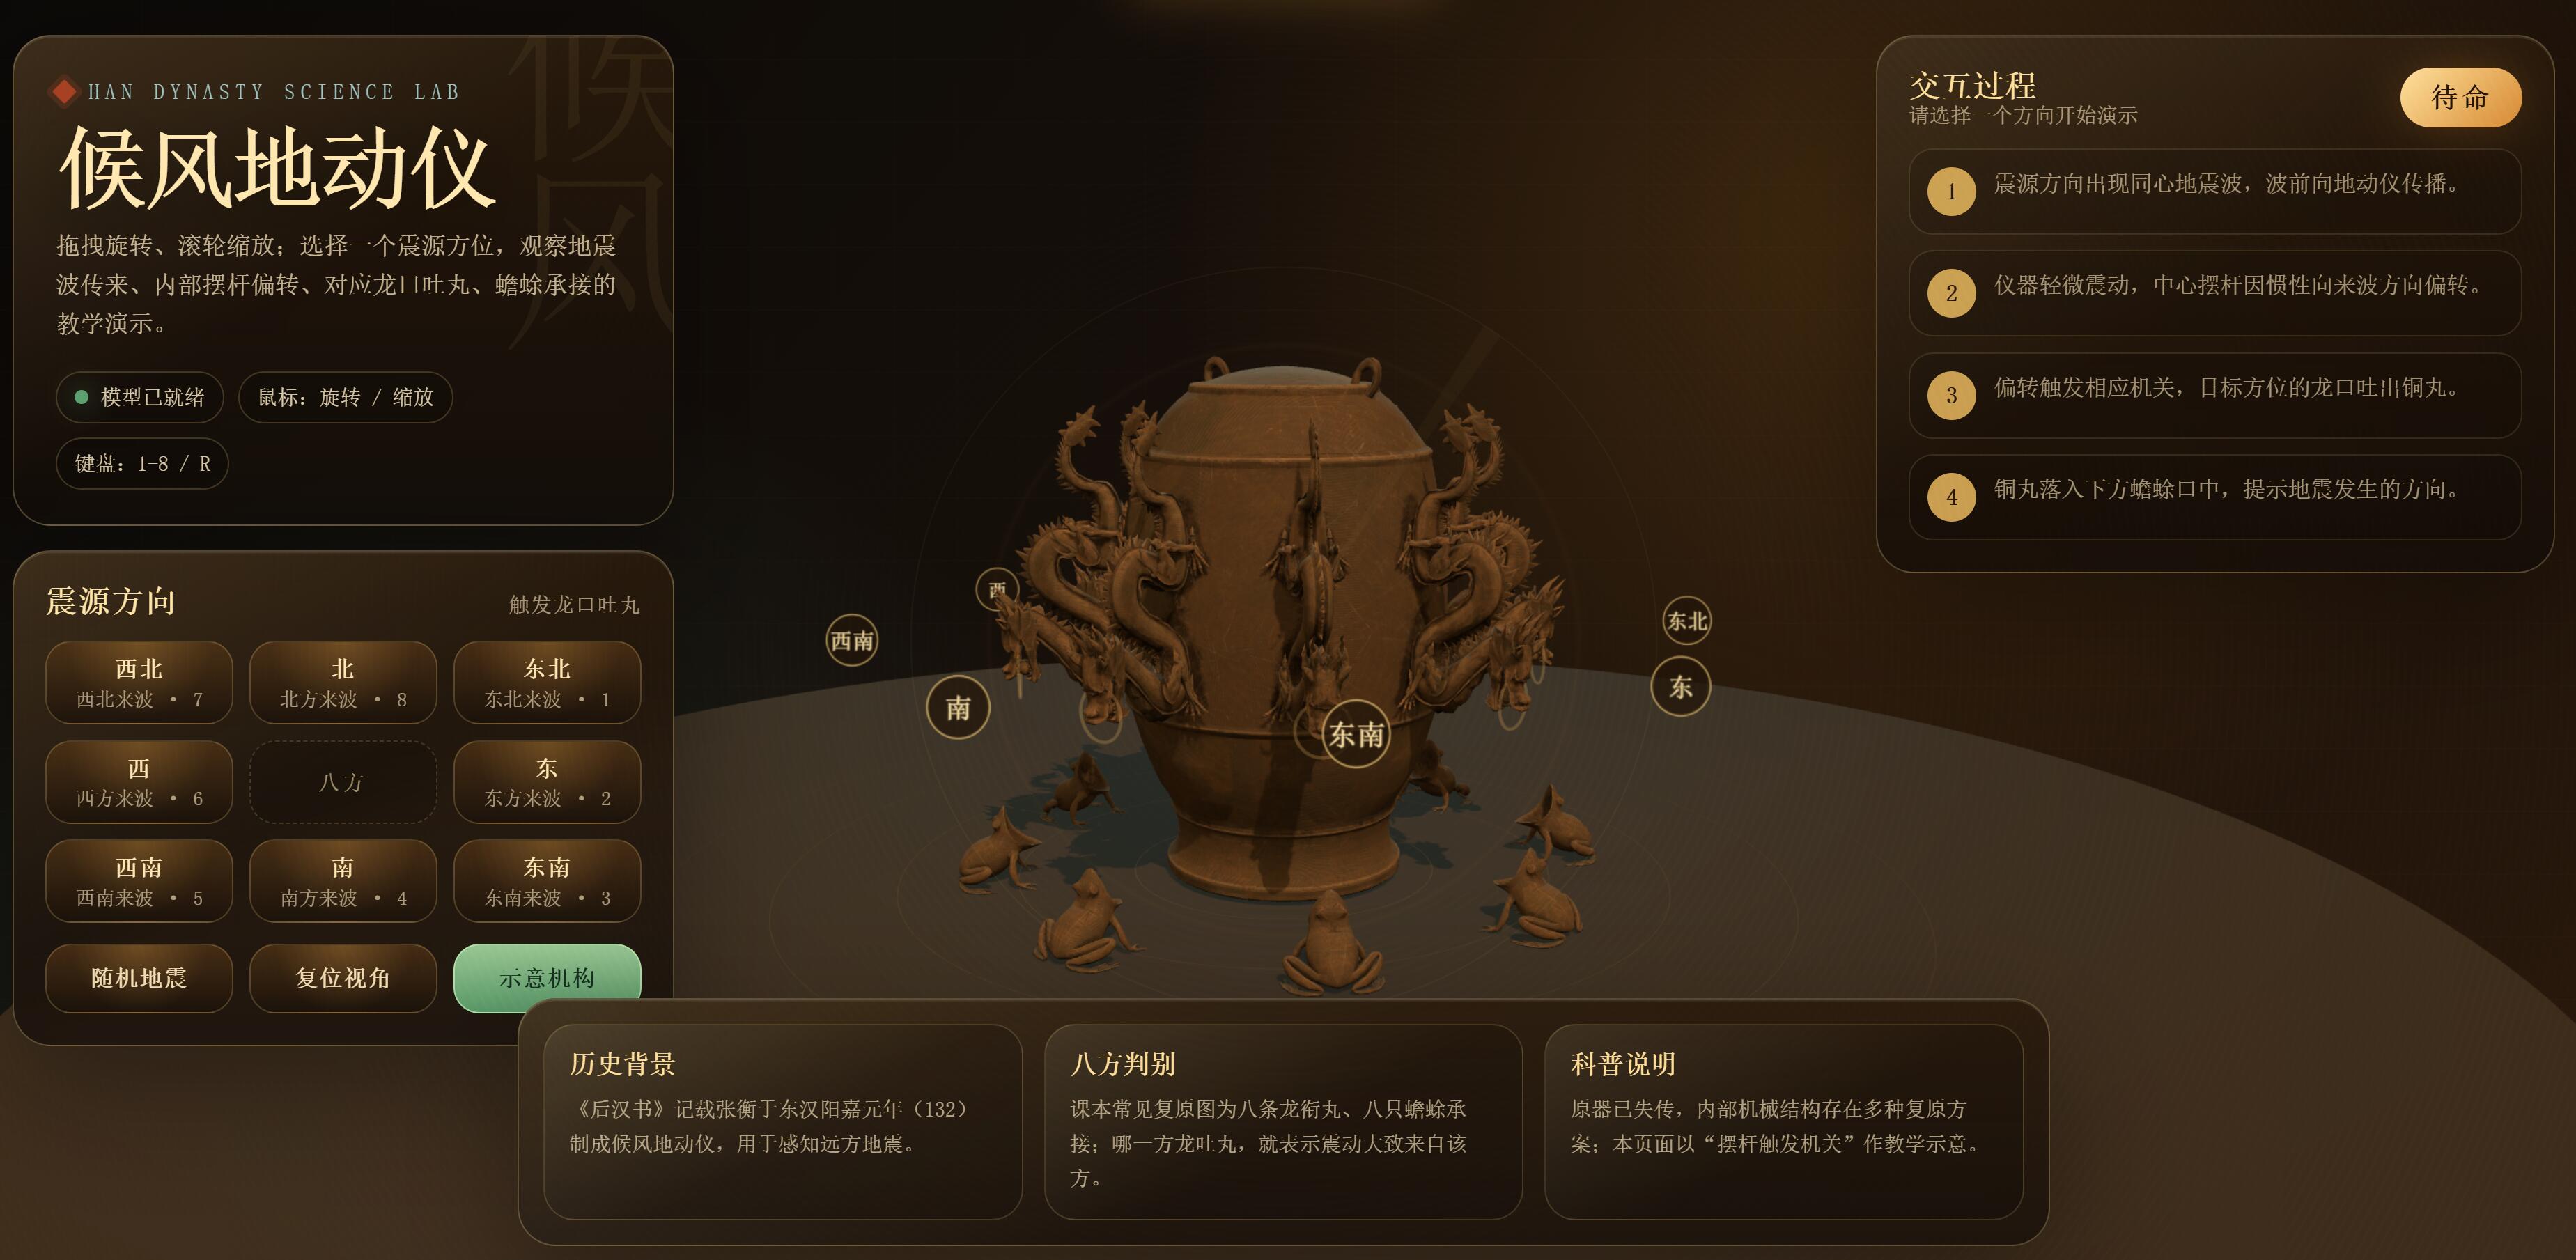 候风
HAN DYNASTY SCIENCE LAB
候风地动仪
拖拽旋转、滚轮缩放；选择一个震源方位，观察地震
波传来、内部摆杆偏转、对应龙口吐丸、蟾蜍承接的
教学演示。
模型已就绪
鼠标：旋转 / 缩放
键盘：1-8 / R
震源方向
触发龙口吐丸
西北
西北来波 • 7
北
北方来波 • 8
东北
东北来波 • 1
西
西方来波 • 6
八方
东
东方来波 • 2
西南
西南来波 • 5
南
南方来波 • 4
东南
东南来波 • 3
随机地震
复位视角
示意机构
西
西南
南
东南
东北
东
交互过程
请选择一个方向开始演示
待命
1 震源方向出现同心地震波，波前向地动仪传播。
2 仪器轻微震动，中心摆杆因惯性向来波方向偏转。
3 偏转触发相应机关，目标方位的龙口吐出铜丸。
4 铜丸落入下方蟾蜍口中，提示地震发生的方向。
历史背景
《后汉书》记载张衡于东汉阳嘉元年（132）
制成候风地动仪，用于感知远方地震。
八方判别
课本常见复原图为八条龙衔丸、八只蟾蜍承
接；哪一方龙吐丸，就表示震动大致来自该
方。
科普说明
原器已失传，内部机械结构存在多种复原方
案；本页面以“摆杆触发机关”作教学示意。